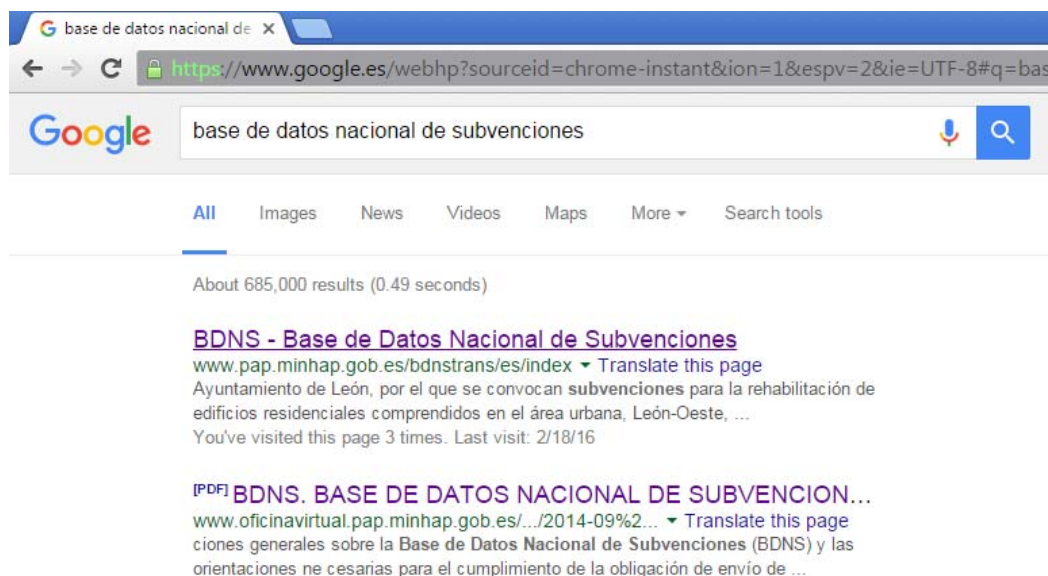 base de datos nacional de
https://www.google.es/webhp?sourceid=chrome-instant&ion=1&espv=2&ie=UTF-8#q=bas
Google base de datos nacional de subvenciones
All Images News Videos Maps More Search tools
About 685,000 results (0.49 seconds)
BDNS - Base de Datos Nacional de Subvenciones
www.pap.minhap.gob.es/bdnstrans/es/index Translate this page
Ayuntamiento de León, por el que se convocan subvenciones para la rehabilitación de
edificios residenciales comprendidos en el área urbana, León-Oeste, ...
You've visited this page 3 times. Last visit: 2/18/16
[PDF] BDNS. BASE DE DATOS NACIONAL DE SUBVENCION...
www.oficinavirtual.pap.minhap.gob.es/.../2014-09%2... Translate this page
ciones generales sobre la Base de Datos Nacional de Subvenciones (BDNS) y las
orientaciones ne cesarias para el cumplimiento de la obligación de envío de ...